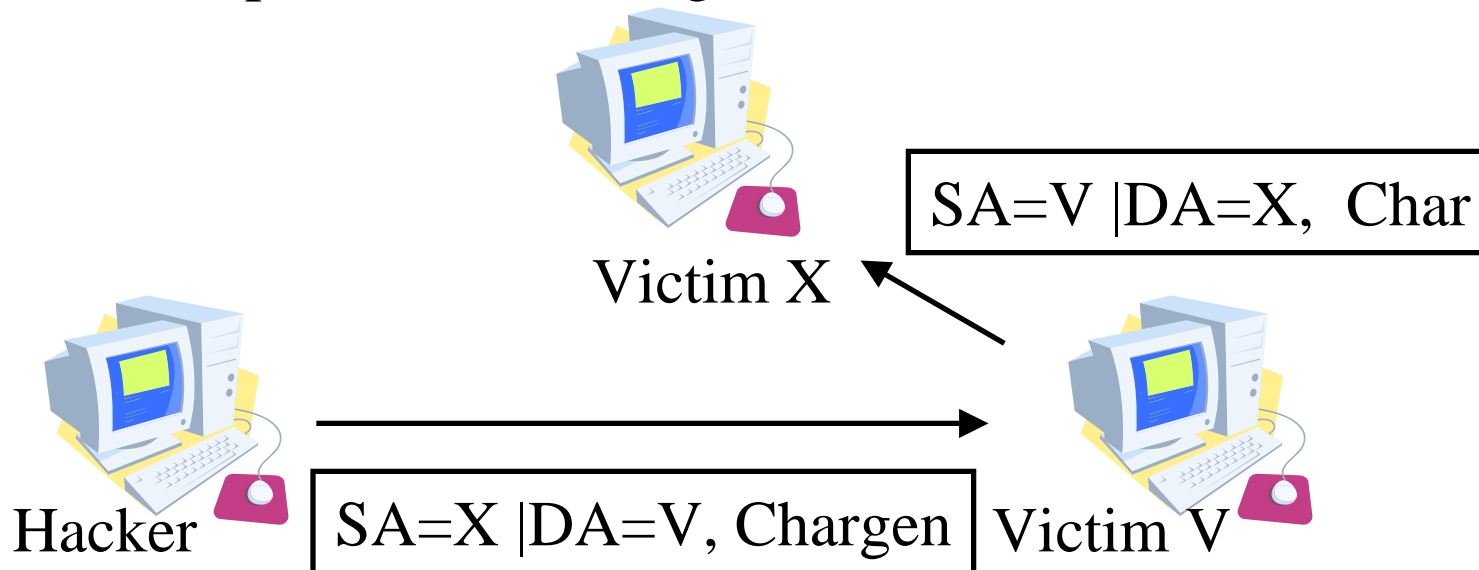 SA=V |DA=X, Char
Victim X
SA=X |DA=V, Chargen
Hacker
Victim V